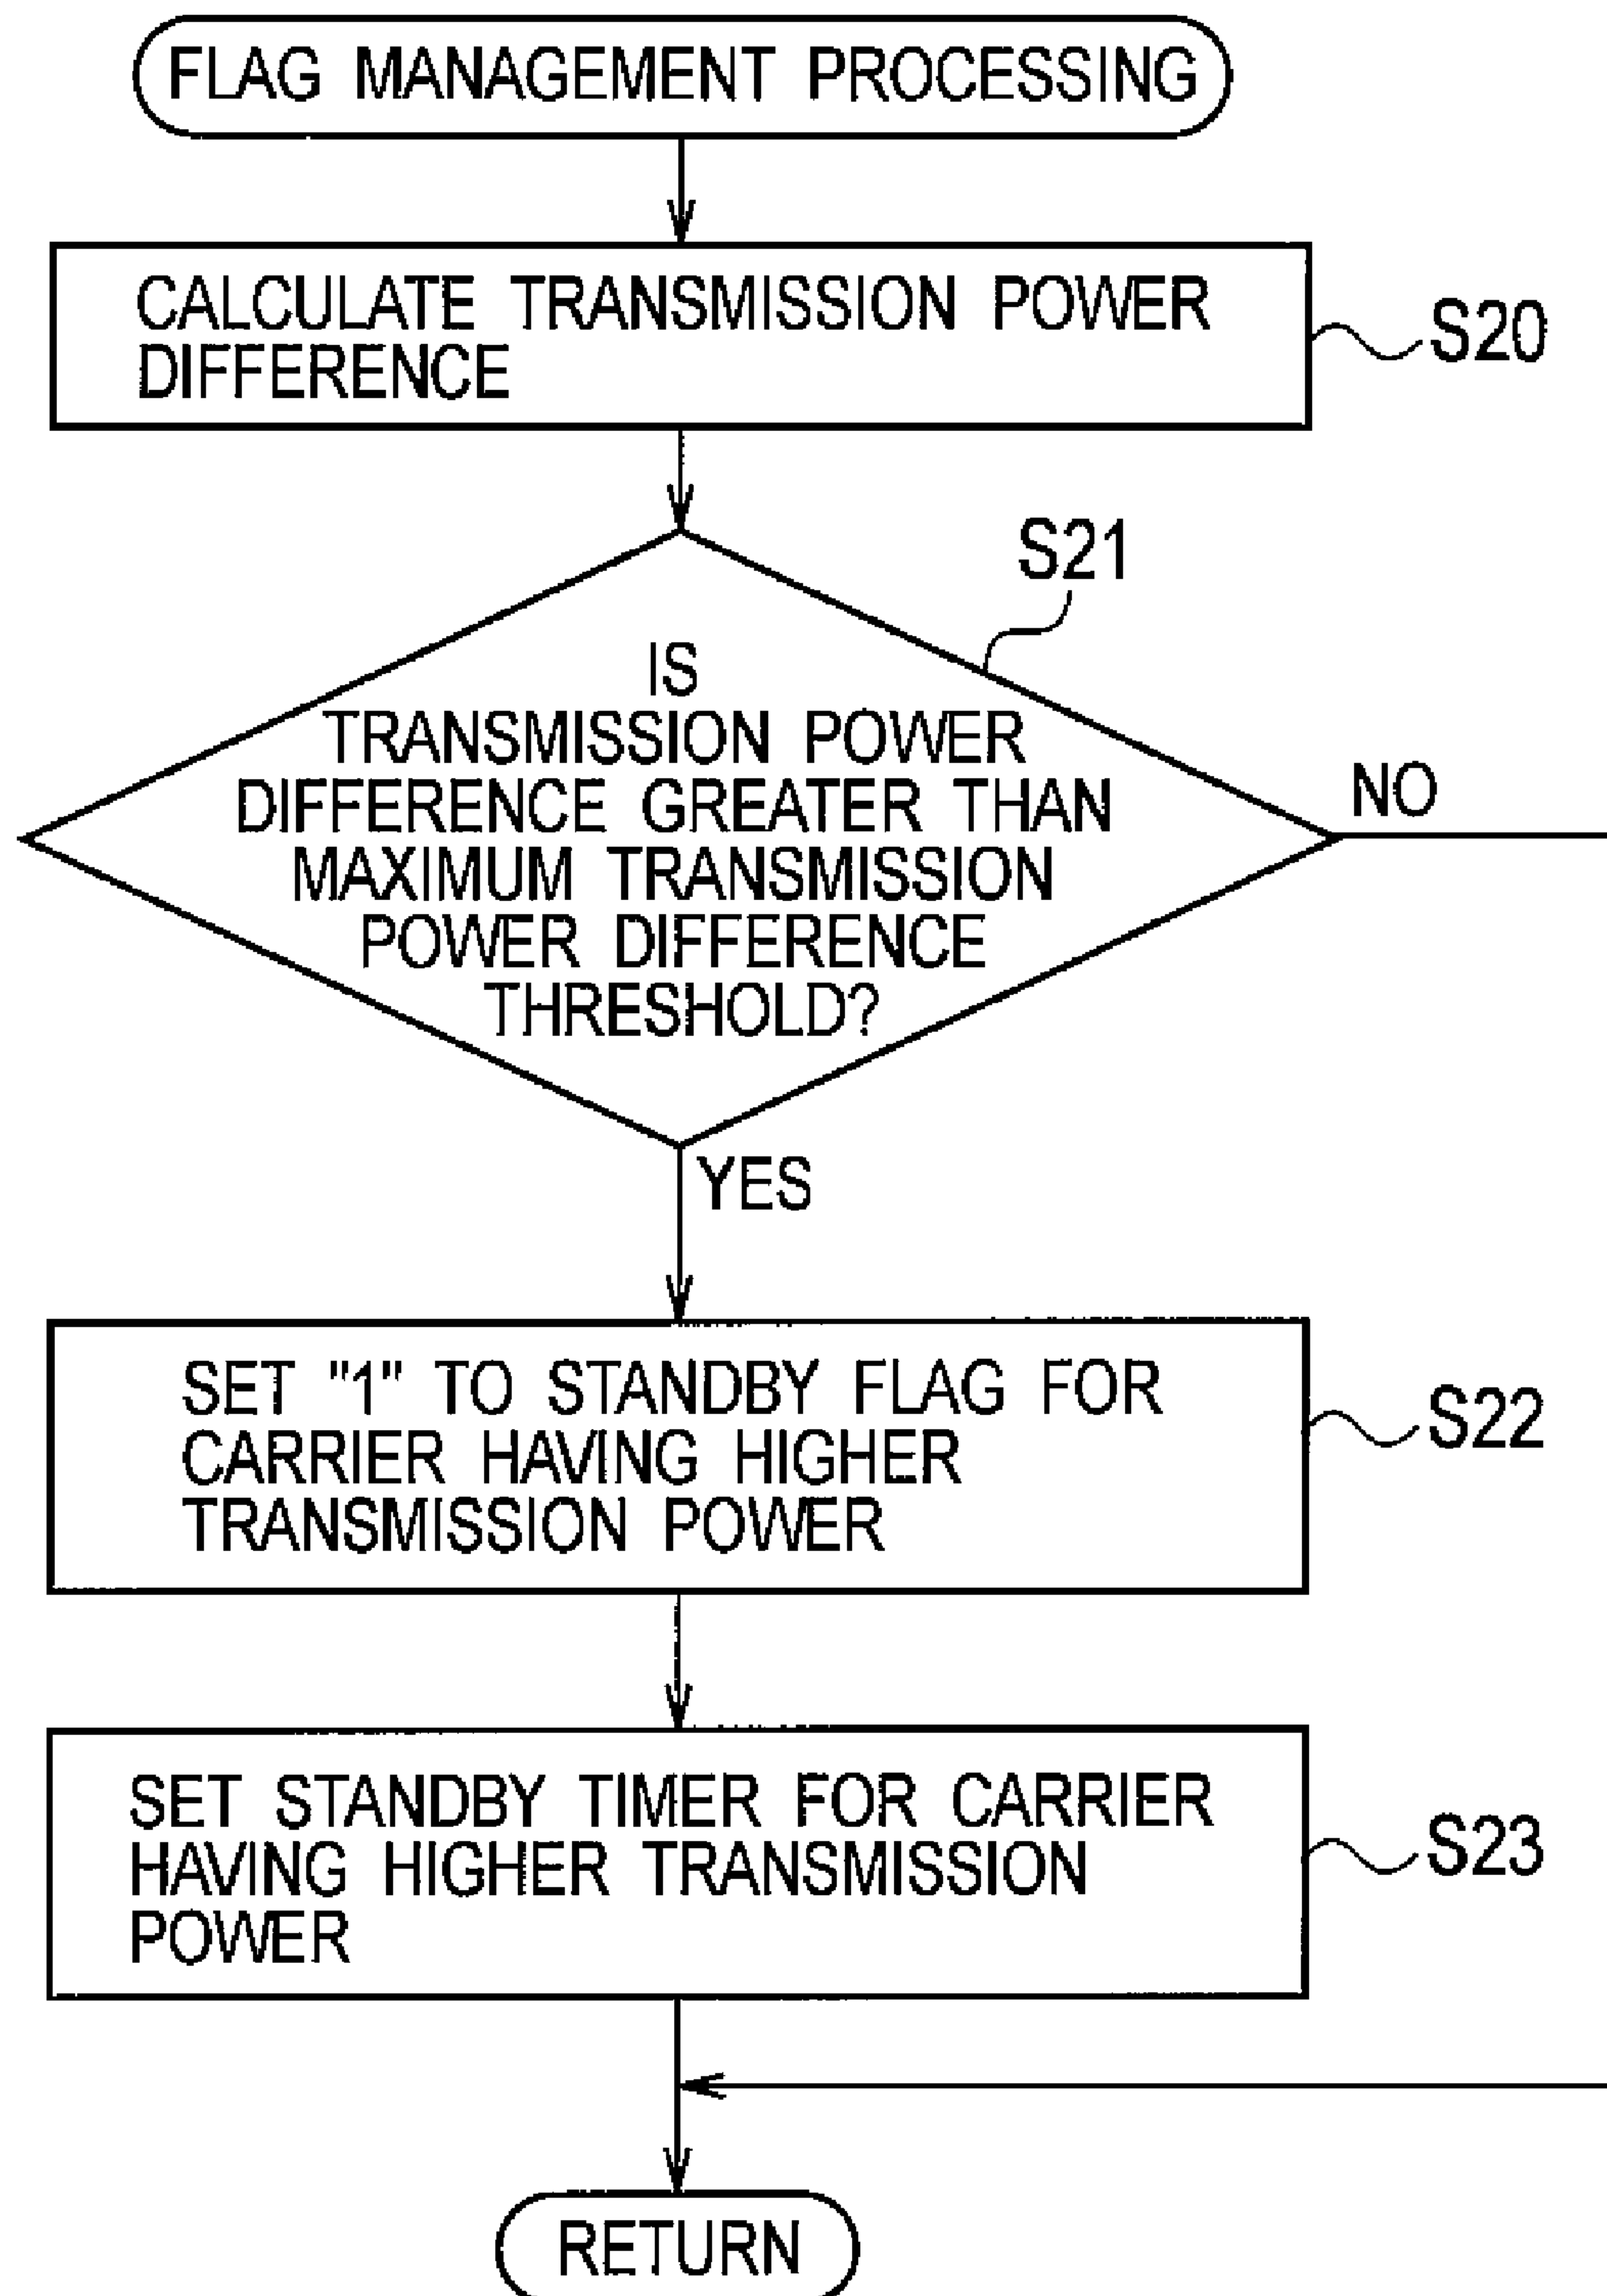 FLAG MANAGEMENT PROCESSING
CALCULATE TRANSMISSION POWER
DIFFERENCE
S20
S21
IS
TRANSMISSION POWER
DIFFERENCE GREATER THAN
MAXIMUM TRANSMISSION
POWER DIFFERENCE
THRESHOLD?
NO
YES
SET "1" TO STANDBY FLAG FOR
CARRIER HAVING HIGHER
TRANSMISSION POWER
S22
SET STANDBY TIMER FOR CARRIER
HAVING HIGHER TRANSMISSION
POWER
S23
RETURN